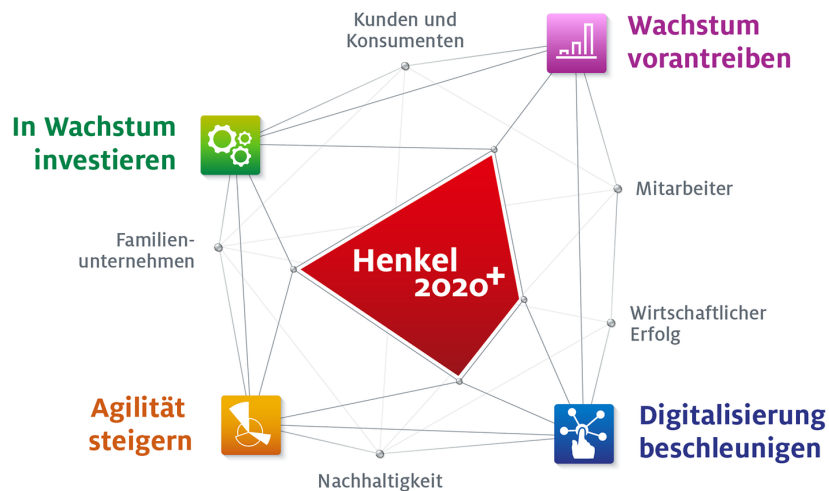 Kunden und
Konsumenten
Wachstum
vorantreiben
In Wachstum
investieren
Mitarbeiter
Familien-
unternehmen
Henkel
2020+
Wirtschaftlicher
Erfolg
Agilität
steigern
Digitalisierung
beschleunigen
Nachhaltigkeit